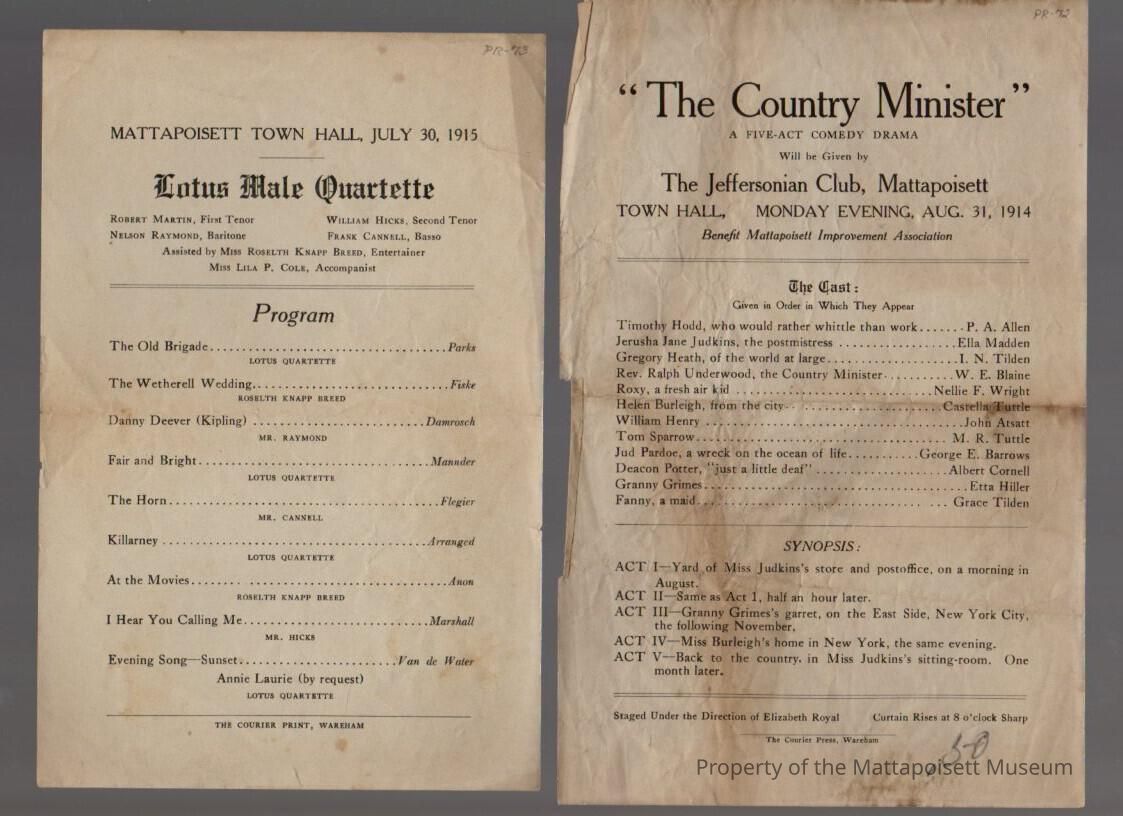 PR-'73
MATTAPOISETT TOWN HALL, JULY 30, 1915
Lotus Male Quartette
ROBERT MARTIN, First Tenor WILLIAM HICKS, Second Tenor
NELSON RAYMOND, Baritone FRANK CANNELL, Basso
Assisted by MISS ROSELTH KNAPP BREED, Entertainer
MISS LILA P. COLE, Accompanist
Program
The Old Brigade..................................Parks
LOTUS QUARTETTE
The Wetherell Wedding................................Fiske
ROSELTH KNAPP BREED
Danny Deever (Kipling) .........................Damrosch
MR. RAYMOND
Fair and Bright.................................Mannder
LOTUS QUARTETTE
The Horn.......................................Flegier
MR. CANNELL
Killarney ......................................Arranged
LOTUS QUARTETTE
At the Movies......................................Anon
ROSELTH KNAPP BREED
I Hear You Calling Me..........................Marshall
MR. HICKS
Evening Song—Sunset.......................Van de Water
Annie Laurie (by request)
LOTUS QUARTETTE
THE COURIER PRINT, WAREHAM
PR-'72
"The Country Minister"
A FIVE-ACT COMEDY DRAMA
Will be Given by
The Jeffersonian Club, Mattapoisett
TOWN HALL, MONDAY EVENING, AUG. 31, 1914
Benefit Mattapoisett Improvement Association
The Cast:
Given in Order in Which They Appear
Timothy Hodd, who would rather whittle than work.......P. A. Allen
Jerusha Jane Judkins, the postmistress .................Ella Madden
Gregory Heath, of the world at large...................I. N. Tilden
Rev. Ralph Underwood, the Country Minister...........W. E. Blaine
Roxy, a fresh air kid ............................Nellie F. Wright
Helen Burleigh, from the city.........................Castella Tuttle
William Henry .....................................John Atsatt
Tom Sparrow.................................... M. R. Tuttle
Jud Pardoe, a wreck on the ocean of life..........George E. Barrows
Deacon Potter, "just a little deaf" ...................Albert Cornell
Granny Grimes......................................Etta Hiller
Fanny, a maid................................... Grace Tilden
SYNOPSIS:
ACT I—Yard of Miss Judkins's store and postoffice, on a morning in
August.
ACT II—Same as Act 1, half an hour later.
ACT III—Granny Grimes's garret, on the East Side, New York City,
the following November.
ACT IV—Miss Burleigh's home in New York, the same evening.
ACT V—Back to the country, in Miss Judkins's sitting-room. One
month later.
Staged Under the Direction of Elizabeth Royal Curtain Rises at 8 o'clock Sharp
The Courier Press, Wareham
50
Property of the Mattapoisett Museum